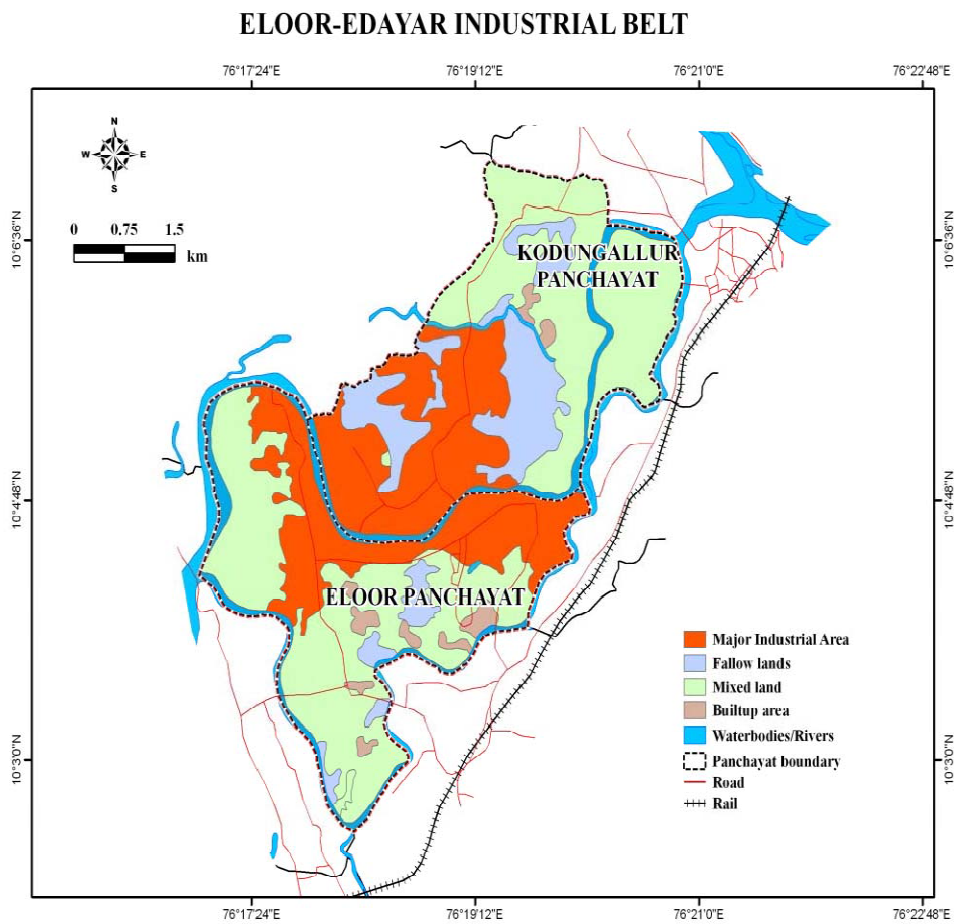 ELOOR-EDAYAR INDUSTRIAL BELT
76°17'24"E 76°19'12"E 76°21'0"E 76°22'48"E
N
W E
S
0 0.75 1.5
km
10°6'36"N 10°6'36"N
KODUNGALLUR
PANCHAYAT
10°4'48"N 10°4'48"N
ELOOR PANCHAYAT
Major Industrial Area
Fallow lands
Mixed land
Builtup area
Waterbodies/Rivers
Panchayat boundary
Road
Rail
10°3'0"N 10°3'0"N
76°17'24"E 76°19'12"E 76°21'0"E 76°22'48"E